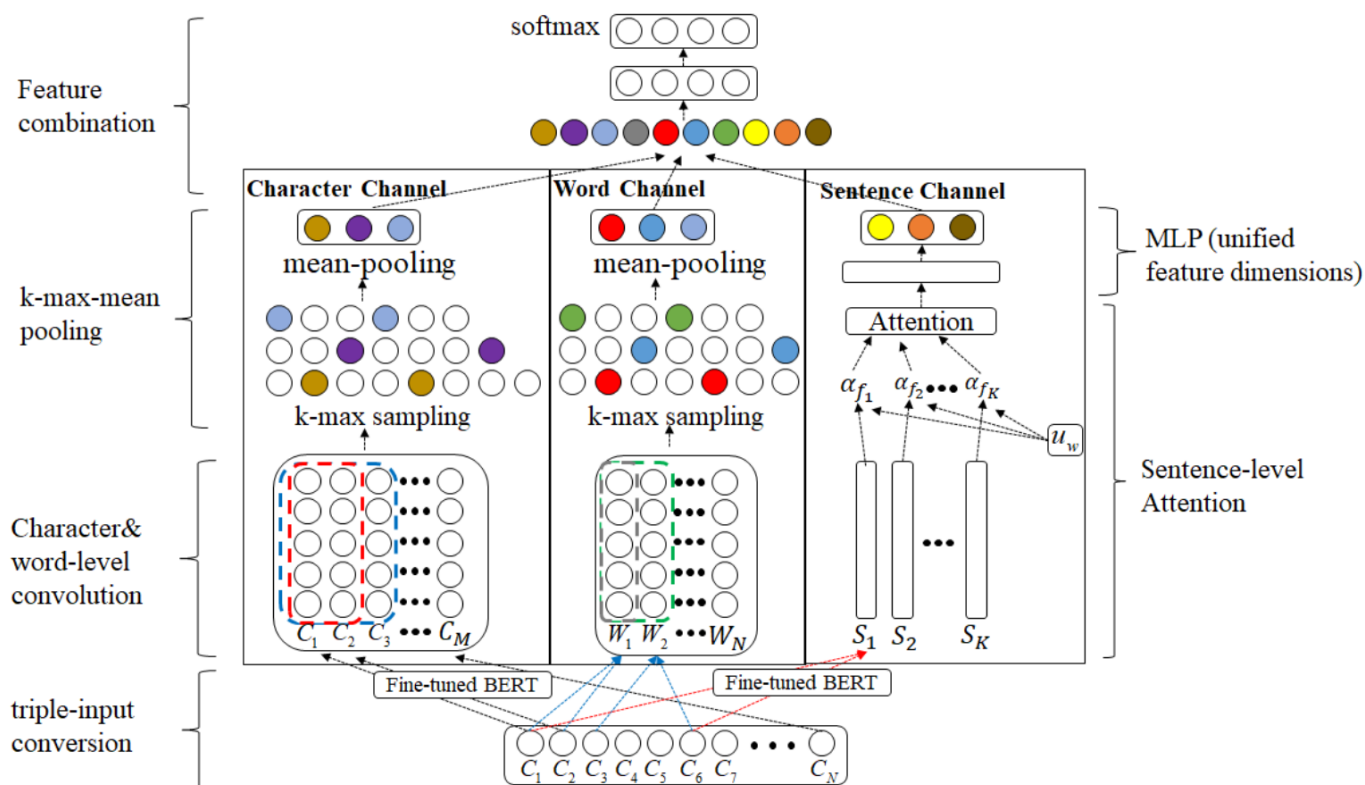 softmax
Feature
combination
Character Channel
Word Channel
Sentence Channel
mean-pooling
mean-pooling
MLP (unified
feature dimensions)
k-max-mean
pooling
Attention
α_{f_1} α_{f_2} ••• α_{f_K}
k-max sampling
k-max sampling
u_w
Sentence-level
Attention
Character&
word-level
convolution
C_1 C_2 C_3 ••• C_M
W_1 W_2 ••• W_N
S_1 S_2 S_K
Fine-tuned BERT
Fine-tuned BERT
triple-input
conversion
C_1 C_2 C_3 C_4 C_5 C_6 C_7 C_N